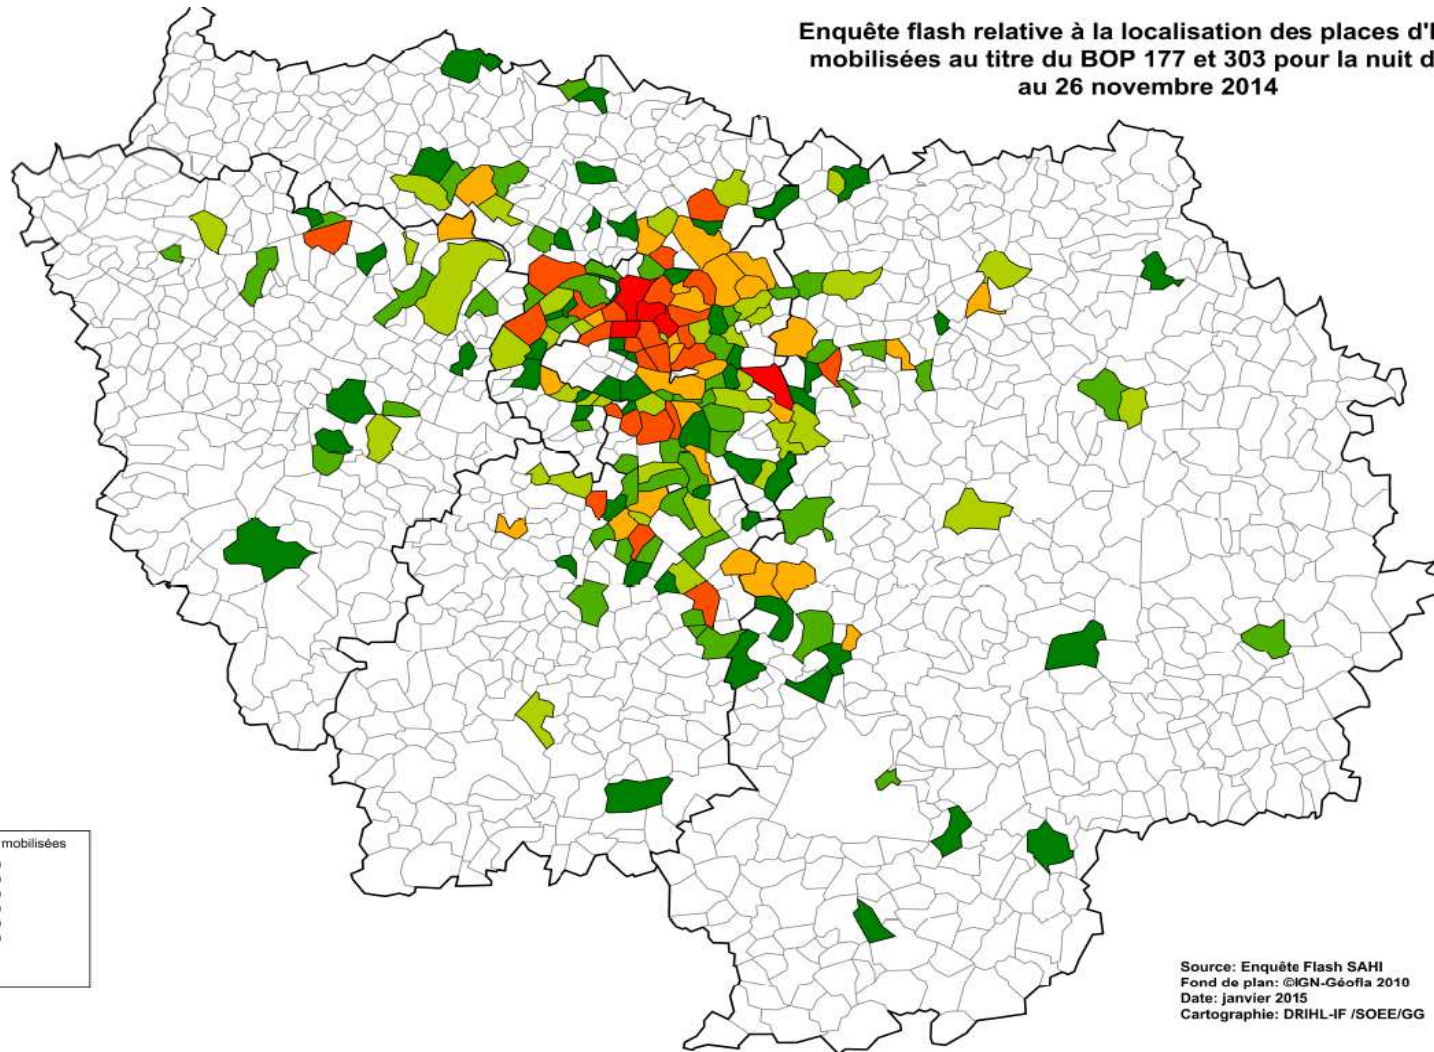 Enquête flash relative à la localisation des places d'
mobilisées au titre du BOP 177 et 303 pour la nuit d
au 26 novembre 2014
mobilisées
Source: Enquête Flash SAHI
Fond de plan: ©IGN-Géofla 2010
Date: janvier 2015
Cartographie: DRIHL-IF /SOEE/GG